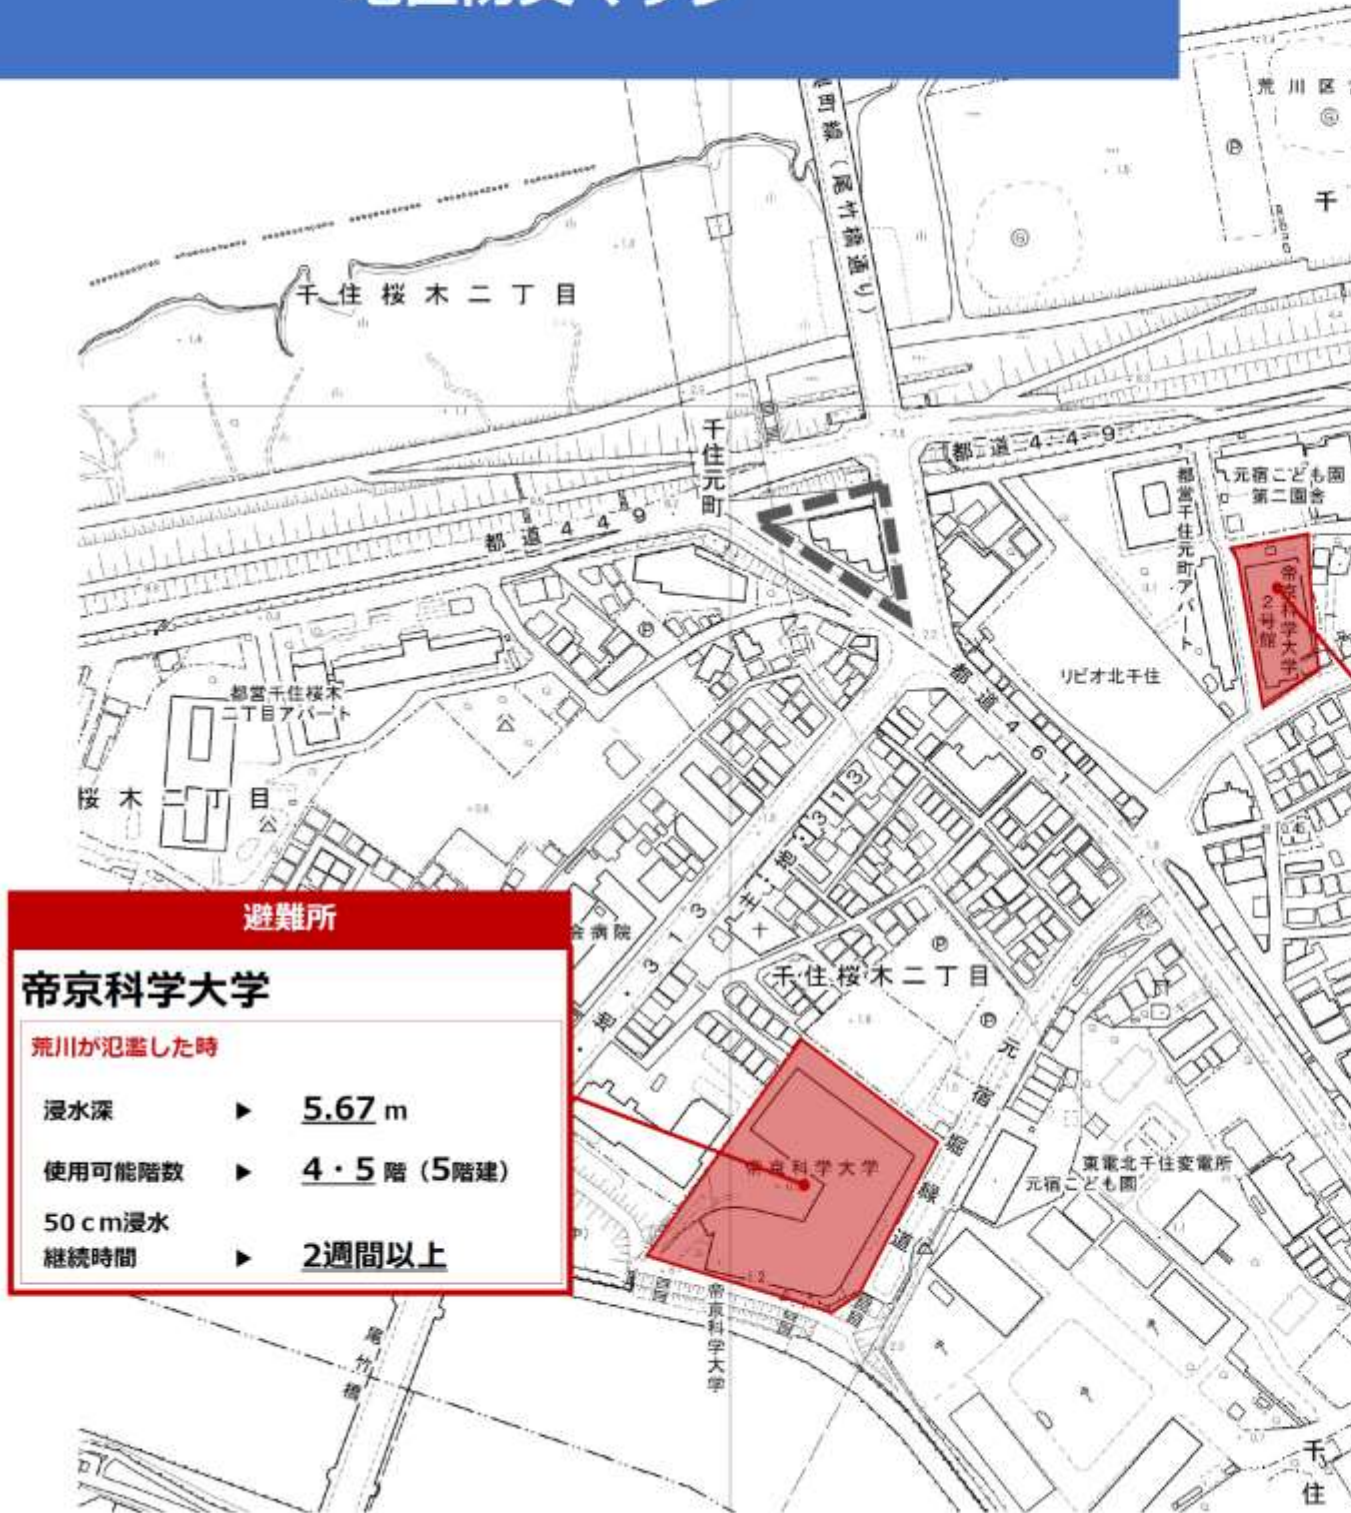 荒川区
千
尾竹橋通り
千住桜木二丁目
千住元町
都道449
都道449
都営千住元町アパート
元宿こども園
第二園舎
帝京科学大学
2号館
リビオ北千住
都道461
都営千住桜木
二丁目アパート
桜木二丁目
会病院
千住桜木二丁目
元宿堀緑道
帝京科学大学
東電北千住変電所
元宿こども園
帝京科学大学
尾竹橋
千住
避難所
帝京科学大学
荒川が氾濫した時
浸水深 ▶ 5.67 m
使用可能階数 ▶ 4・5 階（5階建）
50ｃｍ浸水
継続時間 ▶ 2週間以上